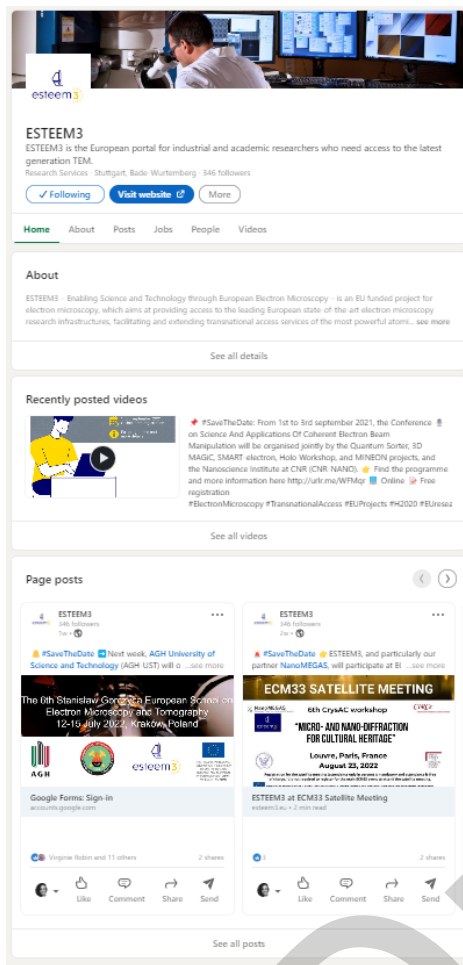 esteem3
ESTEEM3
ESTEEM3 is the European portal for industrial and academic researchers who need access to the latest
generation TEM.
Research Services · Stuttgart, Bade-Wurtemberg · 346 followers
✓ Following
Visit website
More
Home About Posts Jobs People Videos
About
ESTEEM3 – Enabling Science and Technology through European Electron Microscopy – is an EU funded project for
electron microscopy, which aims at providing access to the leading European state-of-the-art electron microscopy
research infrastructures, facilitating and extending transnational access services of the most powerful atomi... see more
See all details
Recently posted videos
📌 #SaveTheDate: From 1st to 3rd september 2021, the Conference
on Science And Applications Of Coherent Electron Beam
Manipulation will be organised jointly by the Quantum Sorter, 3D
MAGiC, SMART-electron, Holo Workshop, and MINEON projects, and
the Nanoscience Institute at CNR (CNR-NANO). 👉 Find the programme
and more information here http://urlr.me/WFMqr Online Free
registration
#ElectronMicroscopy #TransnationalAccess #EUProjects #H2020 #EUresea
See all videos
Page posts
ESTEEM3
346 followers
1w •
🔔 #SaveTheDate ➡ Next week, AGH University of
Science and Technology (AGH-UST) will o ...see more
The 6th Stanislaw Gorczyca European School on
Electron Microscopy and Tomography
12-15 July 2022, Kraków, Poland
AGH
esteem3
Google Forms: Sign-in
accounts.google.com
Virginie Robin and 11 others 2 shares
Like Comment Share Send
ESTEEM3
346 followers
2w •
#SaveTheDate 👉 ESTEEM3, and particularly our
partner NanoMEGAS, will participate at El ...see more
ECM33 SATELLITE MEETING
NanoMEGAS
6th CrysAC workshop
"MICRO- AND NANO-DIFFRACTION
FOR CULTURAL HERITAGE"
Louvre, Paris, France
August 23, 2022
ESTEEM3 at ECM33 Satellite Meeting
esteem3.eu • 2 min read
3 2 shares
Like Comment Share Send
See all posts